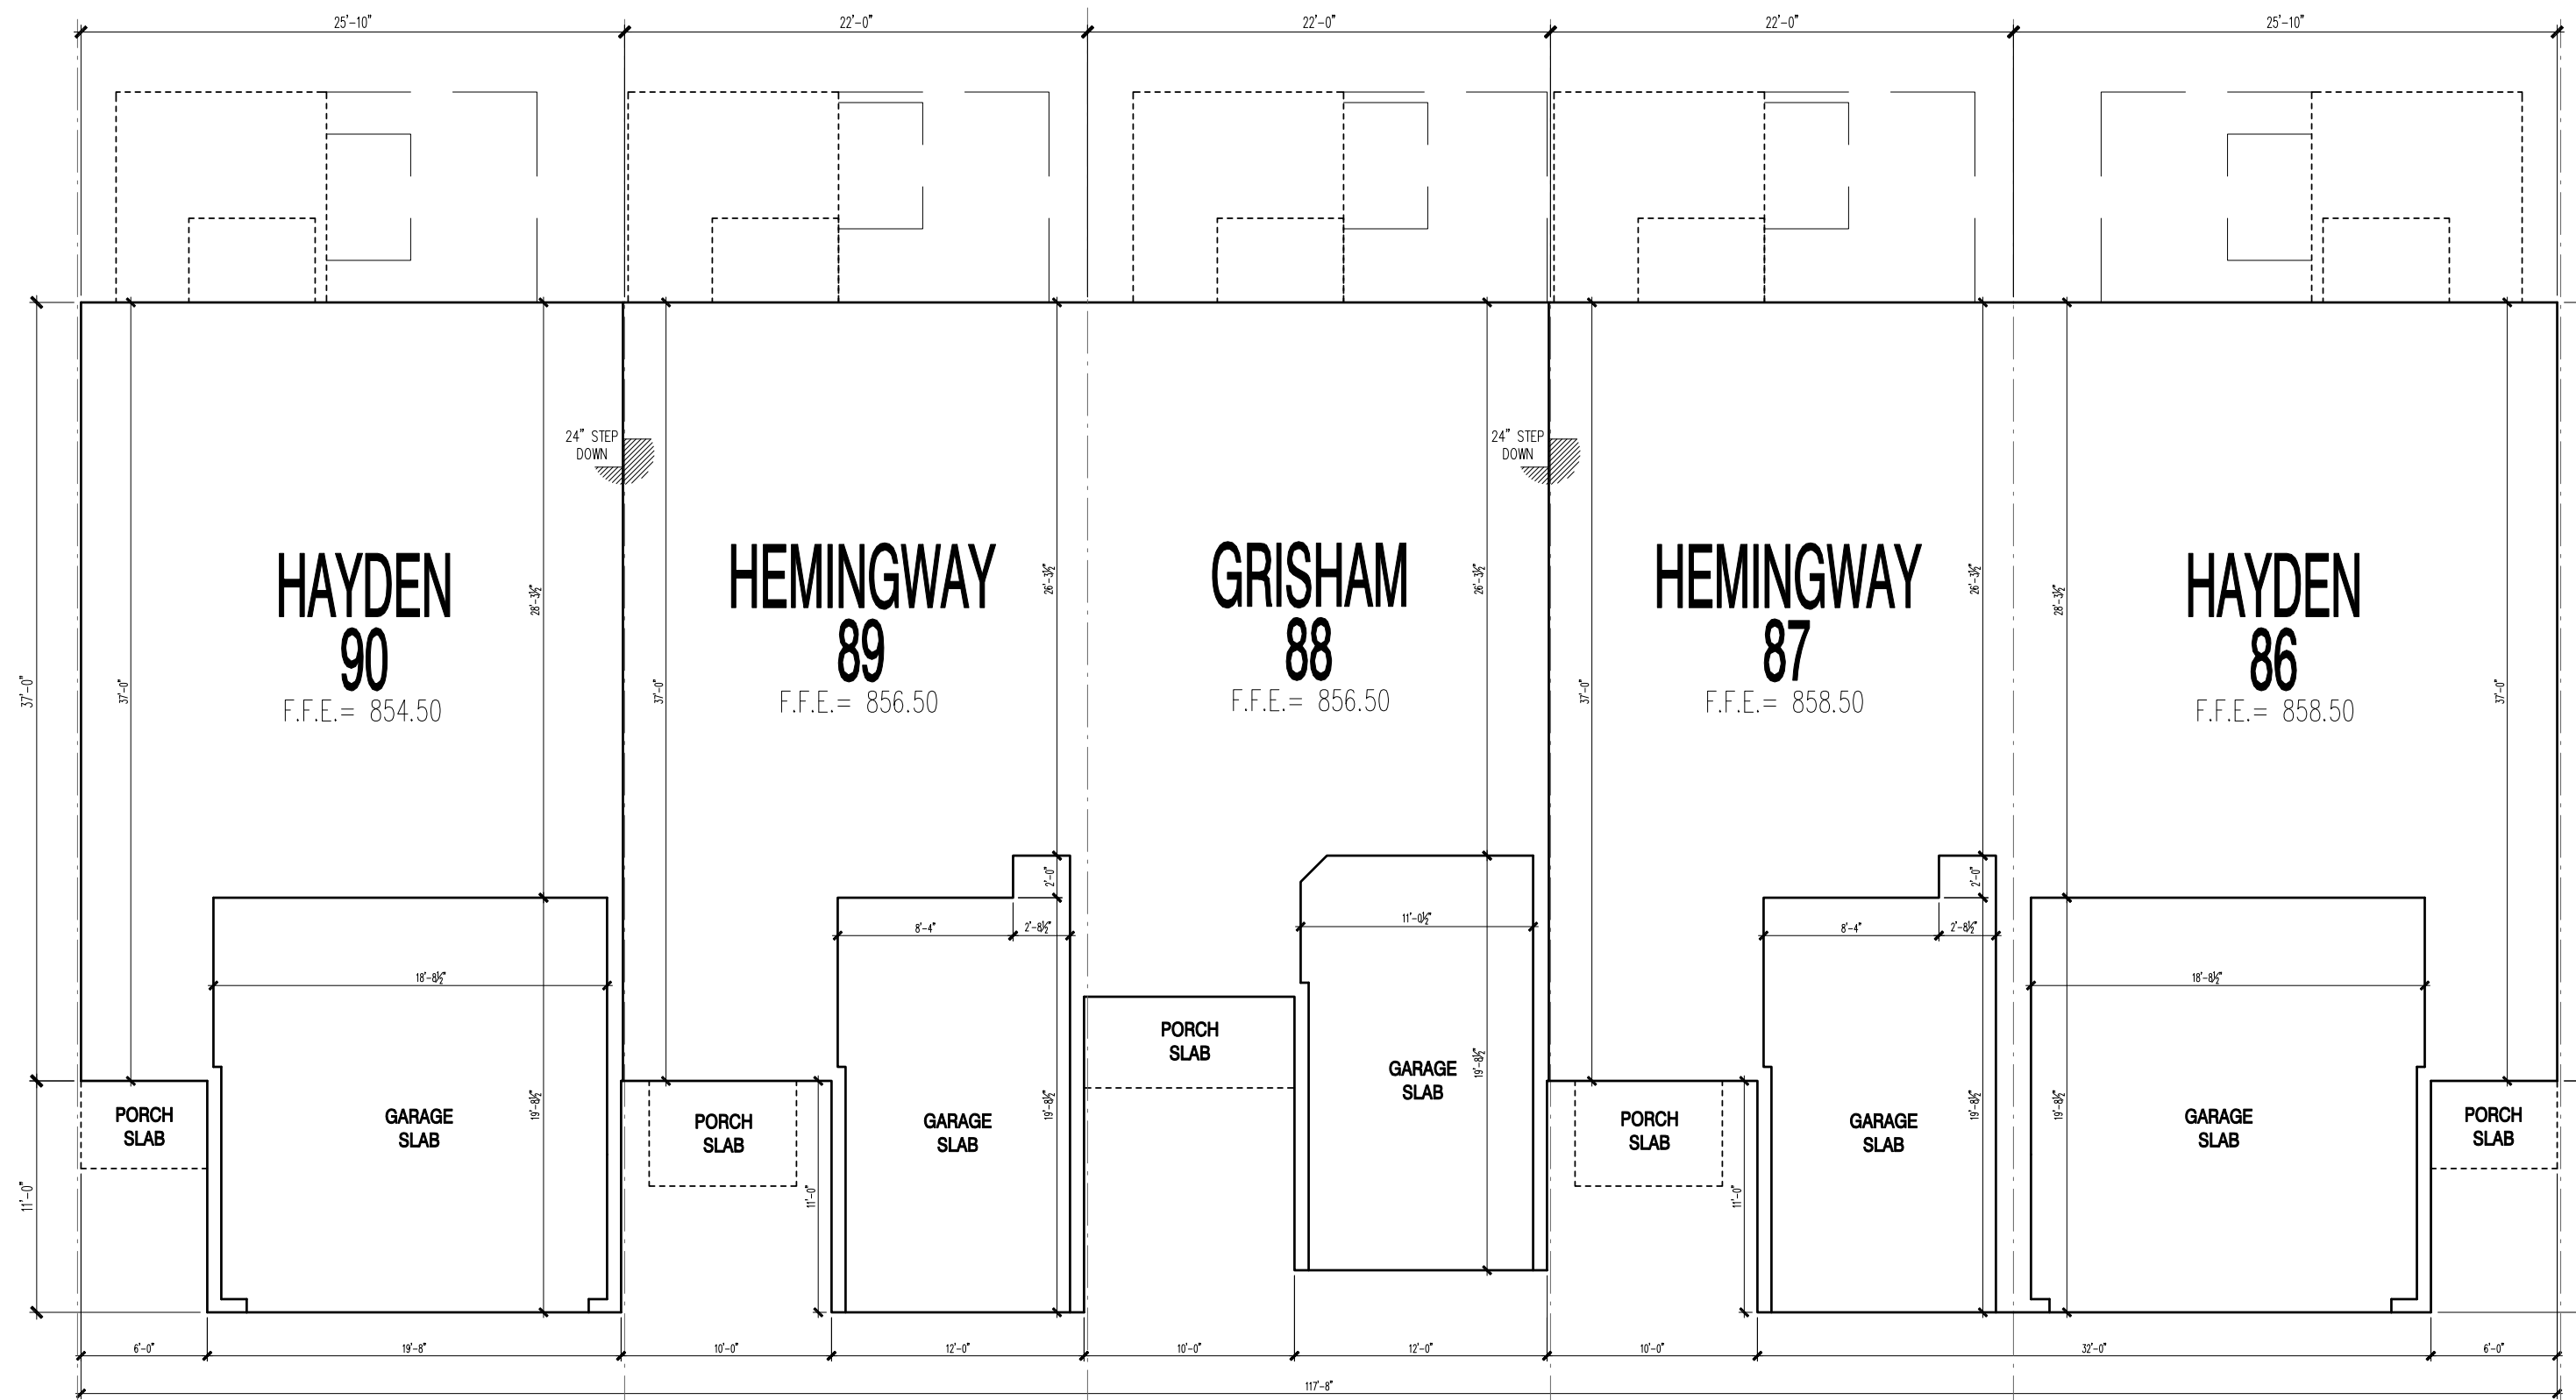 25'-10" 22'-0" 22'-0" 22'-0" 25'-10"
24" STEP
DOWN
24" STEP
DOWN
HAYDEN
90
F.F.E.= 854.50
HEMINGWAY
89
F.F.E.= 856.50
GRISHAM
88
F.F.E.= 856.50
HEMINGWAY
87
F.F.E.= 858.50
HAYDEN
86
F.F.E.= 858.50
28'-3½" 26'-3½" 26'-3½" 26'-3½" 28'-3½"
37'-0" 37'-0" 37'-0" 37'-0" 37'-0"
2'-0" 2'-0"
8'-4" 2'-8½" 11'-0½" 8'-4" 2'-8½"
18'-8½" 18'-8½"
PORCH
SLAB
GARAGE
SLAB
19'-8½"
PORCH
SLAB
GARAGE
SLAB
19'-8½"
PORCH
SLAB
GARAGE
SLAB
19'-8½"
PORCH
SLAB
GARAGE
SLAB
19'-8½"
19'-8½"
GARAGE
SLAB
PORCH
SLAB
11'-0" 11'-0" 11'-0"
6'-0" 19'-8" 10'-0" 12'-0" 10'-0" 12'-0" 10'-0" 32'-0" 6'-0"
117'-8"